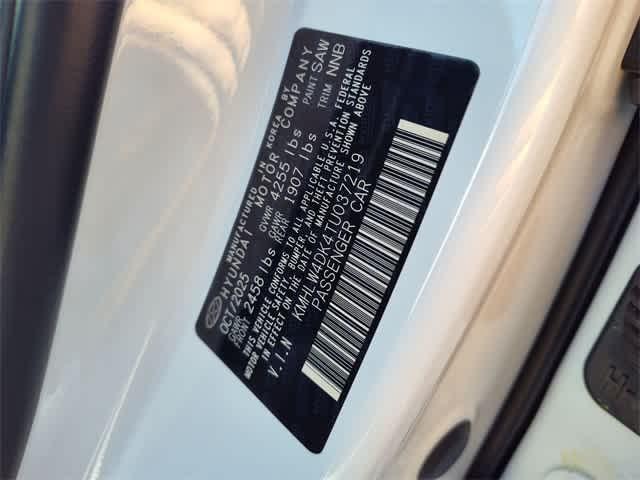 MANUFACTURED IN KOREA BY
HYUNDAI MOTOR COMPANY
OCT/2025 GVWR 4255 lbs PAINT SAW
GAWR FRONT 2458 lbs GAWR REAR 1907 lbs TRIM NNB
THIS VEHICLE CONFORMS TO ALL APPLICABLE U.S.A. FEDERAL
MOTOR VEHICLE SAFETY, BUMPER, AND THEFT PREVENTION STANDARDS
IN EFFECT ON THE DATE OF MANUFACTURE SHOWN ABOVE
V.I.N KMHLW4DK4TU037219
PASSENGER CAR